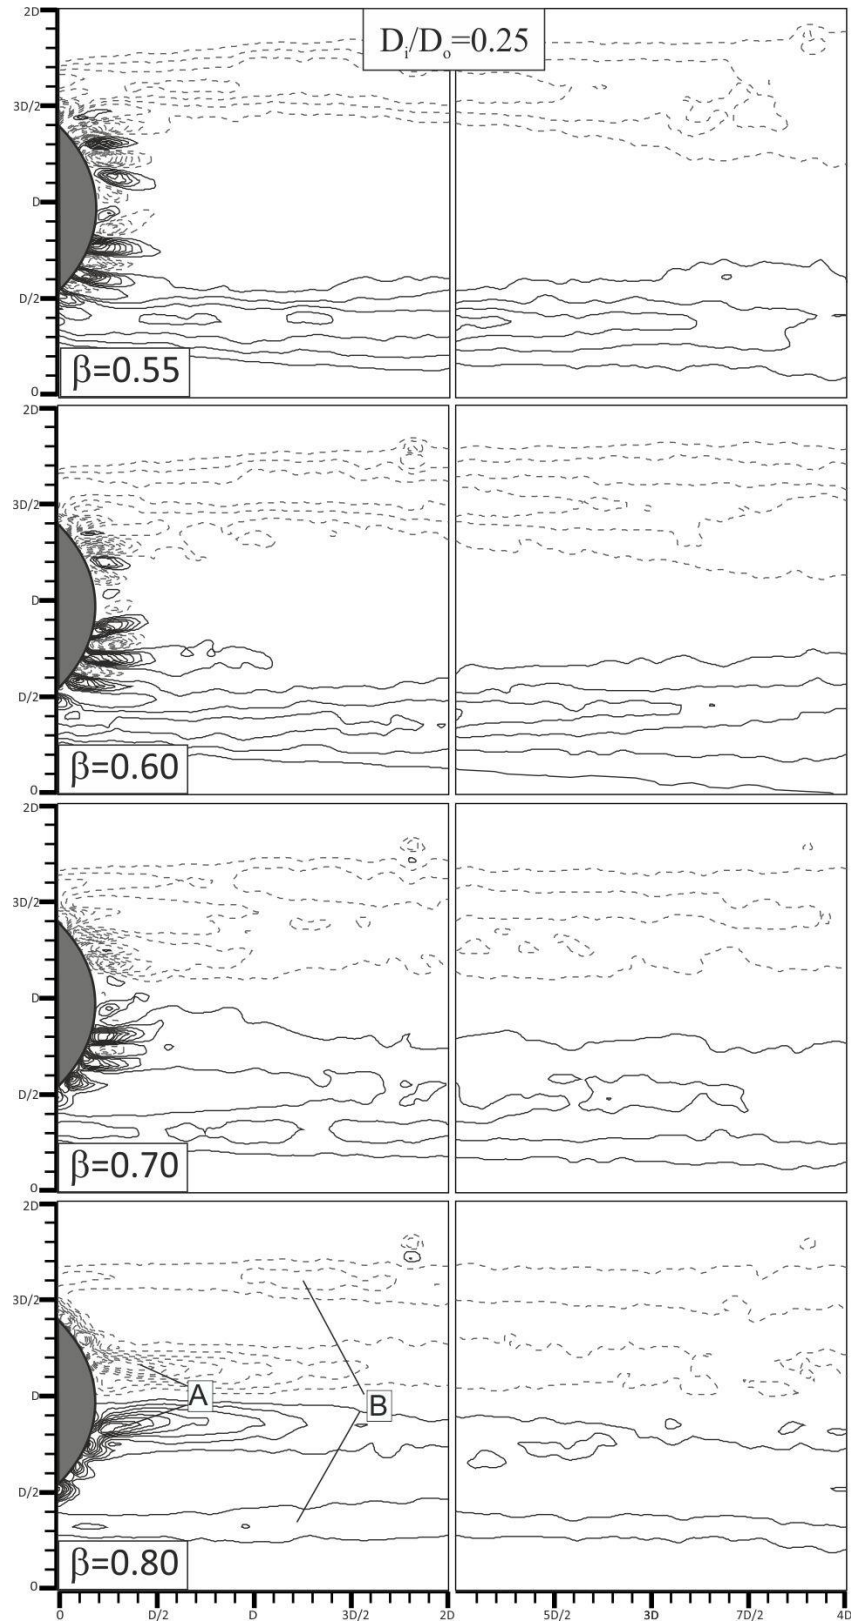 2D
Di/Do=0.25
3D/2
D
D/2
0
β=0.55
2D
3D/2
D
D/2
0
β=0.60
2D
3D/2
D
D/2
0
β=0.70
2D
3D/2
A
B
D
D/2
0
β=0.80
0 D/2 D 3D/2 2D 5D/2 3D 7D/2 4D